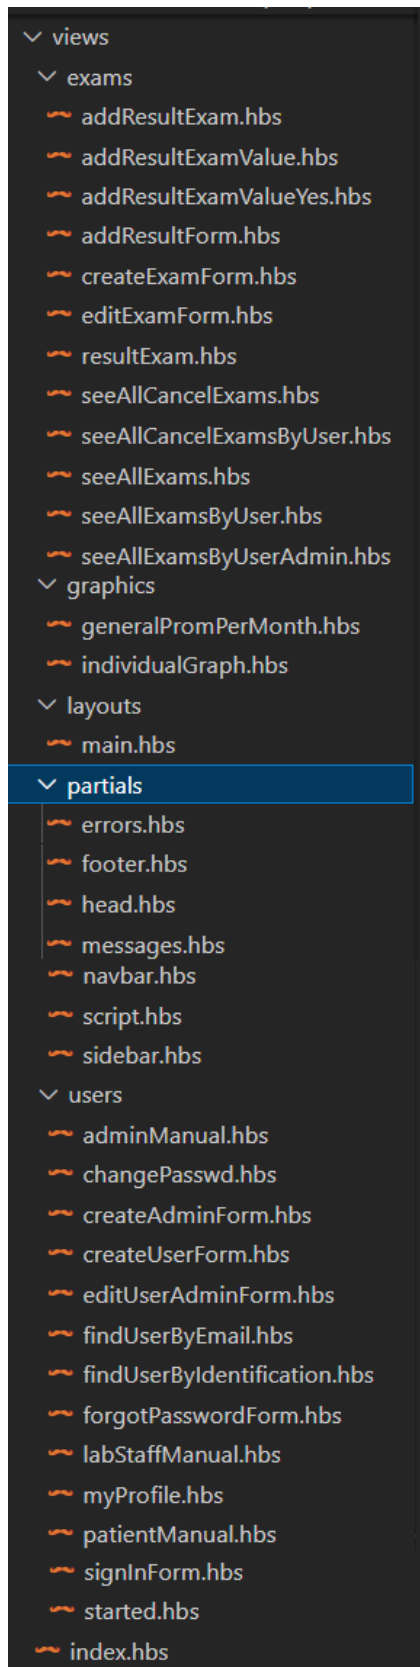 views
exams
addResultExam.hbs
addResultExamValue.hbs
addResultExamValueYes.hbs
addResultForm.hbs
createExamForm.hbs
editExamForm.hbs
resultExam.hbs
seeAllCancelExams.hbs
seeAllCancelExamsByUser.hbs
seeAllExams.hbs
seeAllExamsByUser.hbs
seeAllExamsByUserAdmin.hbs
graphics
generalPromPerMonth.hbs
individualGraph.hbs
layouts
main.hbs
partials
errors.hbs
footer.hbs
head.hbs
messages.hbs
navbar.hbs
script.hbs
sidebar.hbs
users
adminManual.hbs
changePasswd.hbs
createAdminForm.hbs
createUserForm.hbs
editUserAdminForm.hbs
findUserByEmail.hbs
findUserByIdentification.hbs
forgotPasswordForm.hbs
labStaffManual.hbs
myProfile.hbs
patientManual.hbs
signInForm.hbs
started.hbs
index.hbs